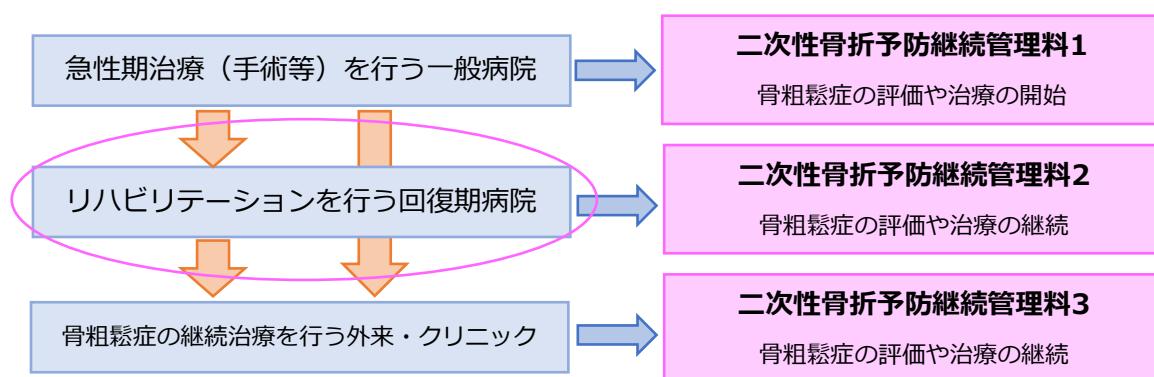 急性期治療（手術等）を行う一般病院
二次性骨折予防継続管理料1
骨粗鬆症の評価や治療の開始
リハビリテーションを行う回復期病院
二次性骨折予防継続管理料2
骨粗鬆症の評価や治療の継続
骨粗鬆症の継続治療を行う外来・クリニック
二次性骨折予防継続管理料3
骨粗鬆症の評価や治療の継続